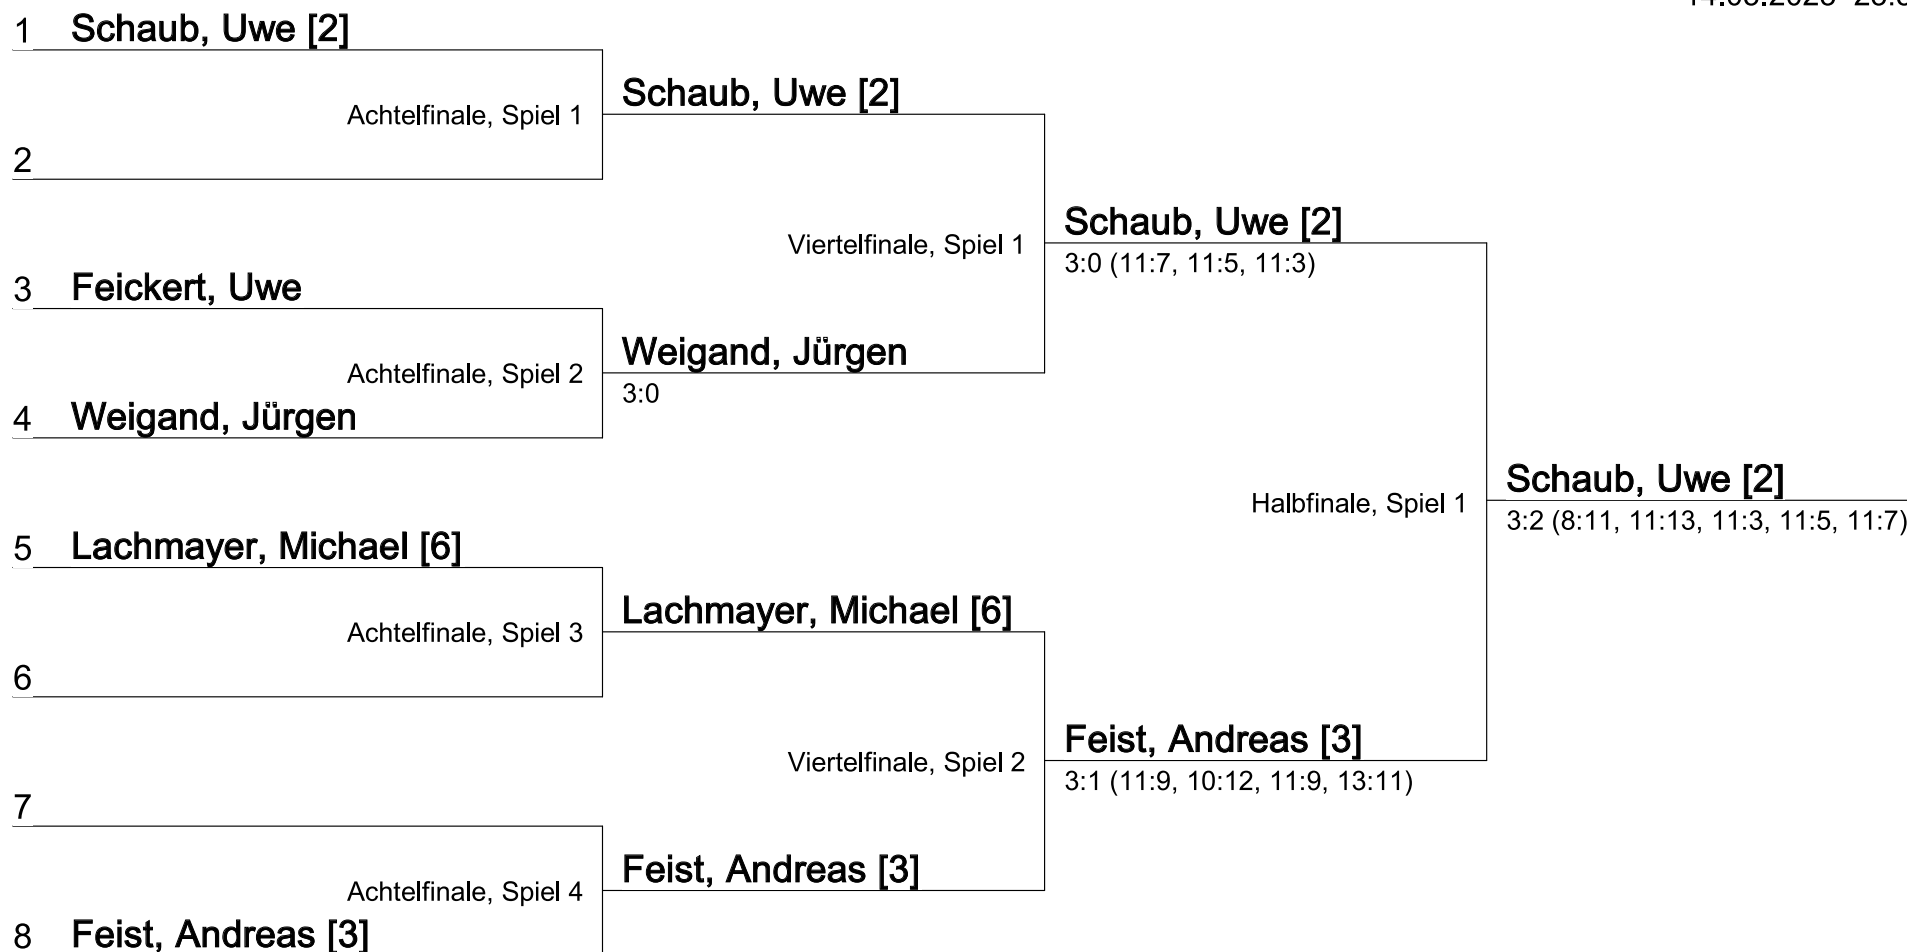 1 Schaub, Uwe [2]
Schaub, Uwe [2]
Achtelfinale, Spiel 1
2
Schaub, Uwe [2]
Viertelfinale, Spiel 1
3:0 (11:7, 11:5, 11:3)
3 Feickert, Uwe
Weigand, Jürgen
Achtelfinale, Spiel 2
3:0
4 Weigand, Jürgen
Schaub, Uwe [2]
Halbfinale, Spiel 1
3:2 (8:11, 11:13, 11:3, 11:5, 11:7)
5 Lachmayer, Michael [6]
Lachmayer, Michael [6]
Achtelfinale, Spiel 3
6
Feist, Andreas [3]
Viertelfinale, Spiel 2
3:1 (11:9, 10:12, 11:9, 13:11)
7
Feist, Andreas [3]
Achtelfinale, Spiel 4
8 Feist, Andreas [3]